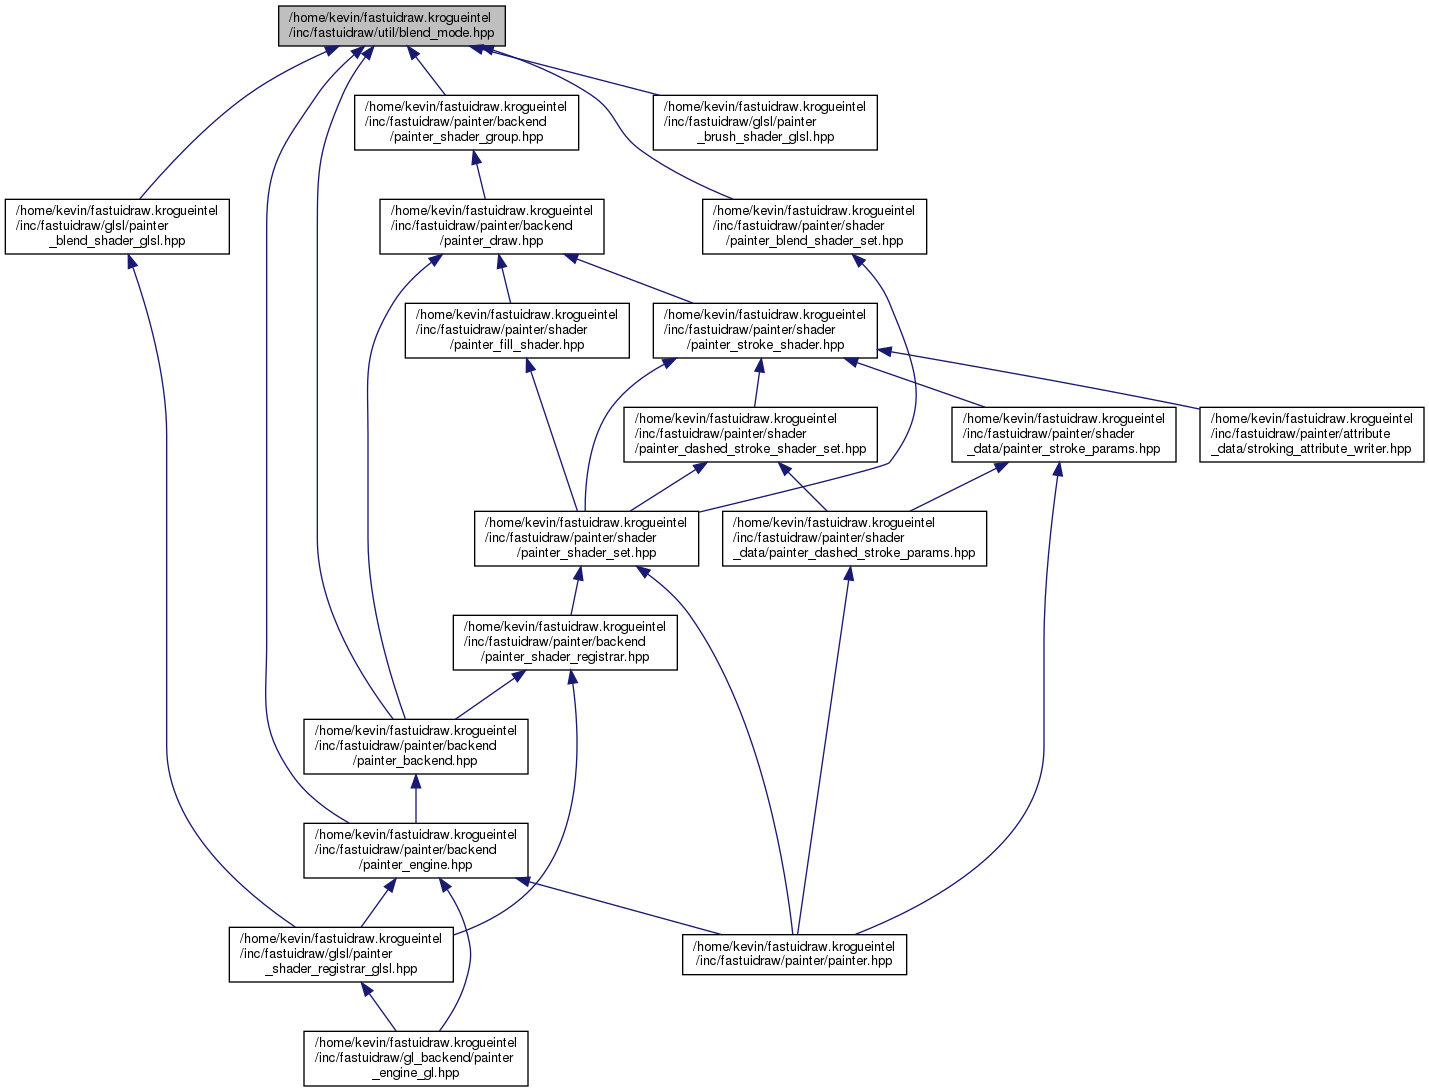 /home/kevin/fastuidraw.krogueintel
/inc/fastuidraw/util/blend_mode.hpp
/home/kevin/fastuidraw.krogueintel
/inc/fastuidraw/painter/backend
/painter_shader_group.hpp
/home/kevin/fastuidraw.krogueintel
/inc/fastuidraw/glsl/painter
_brush_shader_glsl.hpp
/home/kevin/fastuidraw.krogueintel
/inc/fastuidraw/glsl/painter
_blend_shader_glsl.hpp
/home/kevin/fastuidraw.krogueintel
/inc/fastuidraw/painter/backend
/painter_draw.hpp
/home/kevin/fastuidraw.krogueintel
/inc/fastuidraw/painter/shader
/painter_blend_shader_set.hpp
/home/kevin/fastuidraw.krogueintel
/inc/fastuidraw/painter/shader
/painter_fill_shader.hpp
/home/kevin/fastuidraw.krogueintel
/inc/fastuidraw/painter/shader
/painter_stroke_shader.hpp
/home/kevin/fastuidraw.krogueintel
/inc/fastuidraw/painter/shader
/painter_dashed_stroke_shader_set.hpp
/home/kevin/fastuidraw.krogueintel
/inc/fastuidraw/painter/shader
_data/painter_stroke_params.hpp
/home/kevin/fastuidraw.krogueintel
/inc/fastuidraw/painter/attribute
_data/stroking_attribute_writer.hpp
/home/kevin/fastuidraw.krogueintel
/inc/fastuidraw/painter/shader
/painter_shader_set.hpp
/home/kevin/fastuidraw.krogueintel
/inc/fastuidraw/painter/shader
_data/painter_dashed_stroke_params.hpp
/home/kevin/fastuidraw.krogueintel
/inc/fastuidraw/painter/backend
/painter_shader_registrar.hpp
/home/kevin/fastuidraw.krogueintel
/inc/fastuidraw/painter/backend
/painter_backend.hpp
/home/kevin/fastuidraw.krogueintel
/inc/fastuidraw/painter/backend
/painter_engine.hpp
/home/kevin/fastuidraw.krogueintel
/inc/fastuidraw/glsl/painter
_shader_registrar_glsl.hpp
/home/kevin/fastuidraw.krogueintel
/inc/fastuidraw/painter/painter.hpp
/home/kevin/fastuidraw.krogueintel
/inc/fastuidraw/gl_backend/painter
_engine_gl.hpp